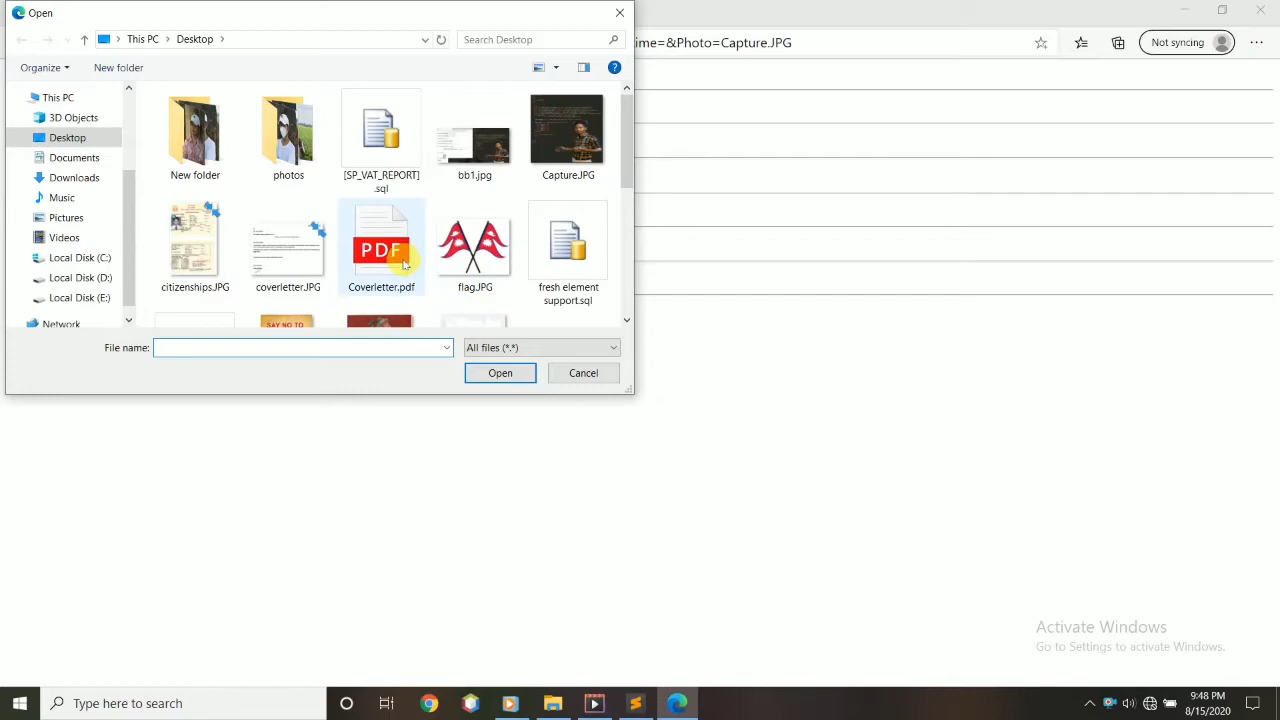 Open
This PC
Desktop
Search Desktop
ime=&Photo=Capture.JPG
Not syncing
Organize
New folder
This PC
3D Objects
Desktop
Documents
Downloads
Music
Pictures
Videos
Local Disk (C:)
Local Disk (D:)
Local Disk (E:)
Network
New folder
photos
[SP_VAT_REPORT]
.sql
bb1.jpg
CaptureJPG
citizenships.JPG
coverletter.JPG
PDF
Coverletter.pdf
flag.JPG
fresh element
support.sql
SAY NO TO
File name:
All files (*.*)
Open
Cancel
Activate Windows
Go to Settings to activate Windows.
Type here to search
9:48 PM
8/15/2020